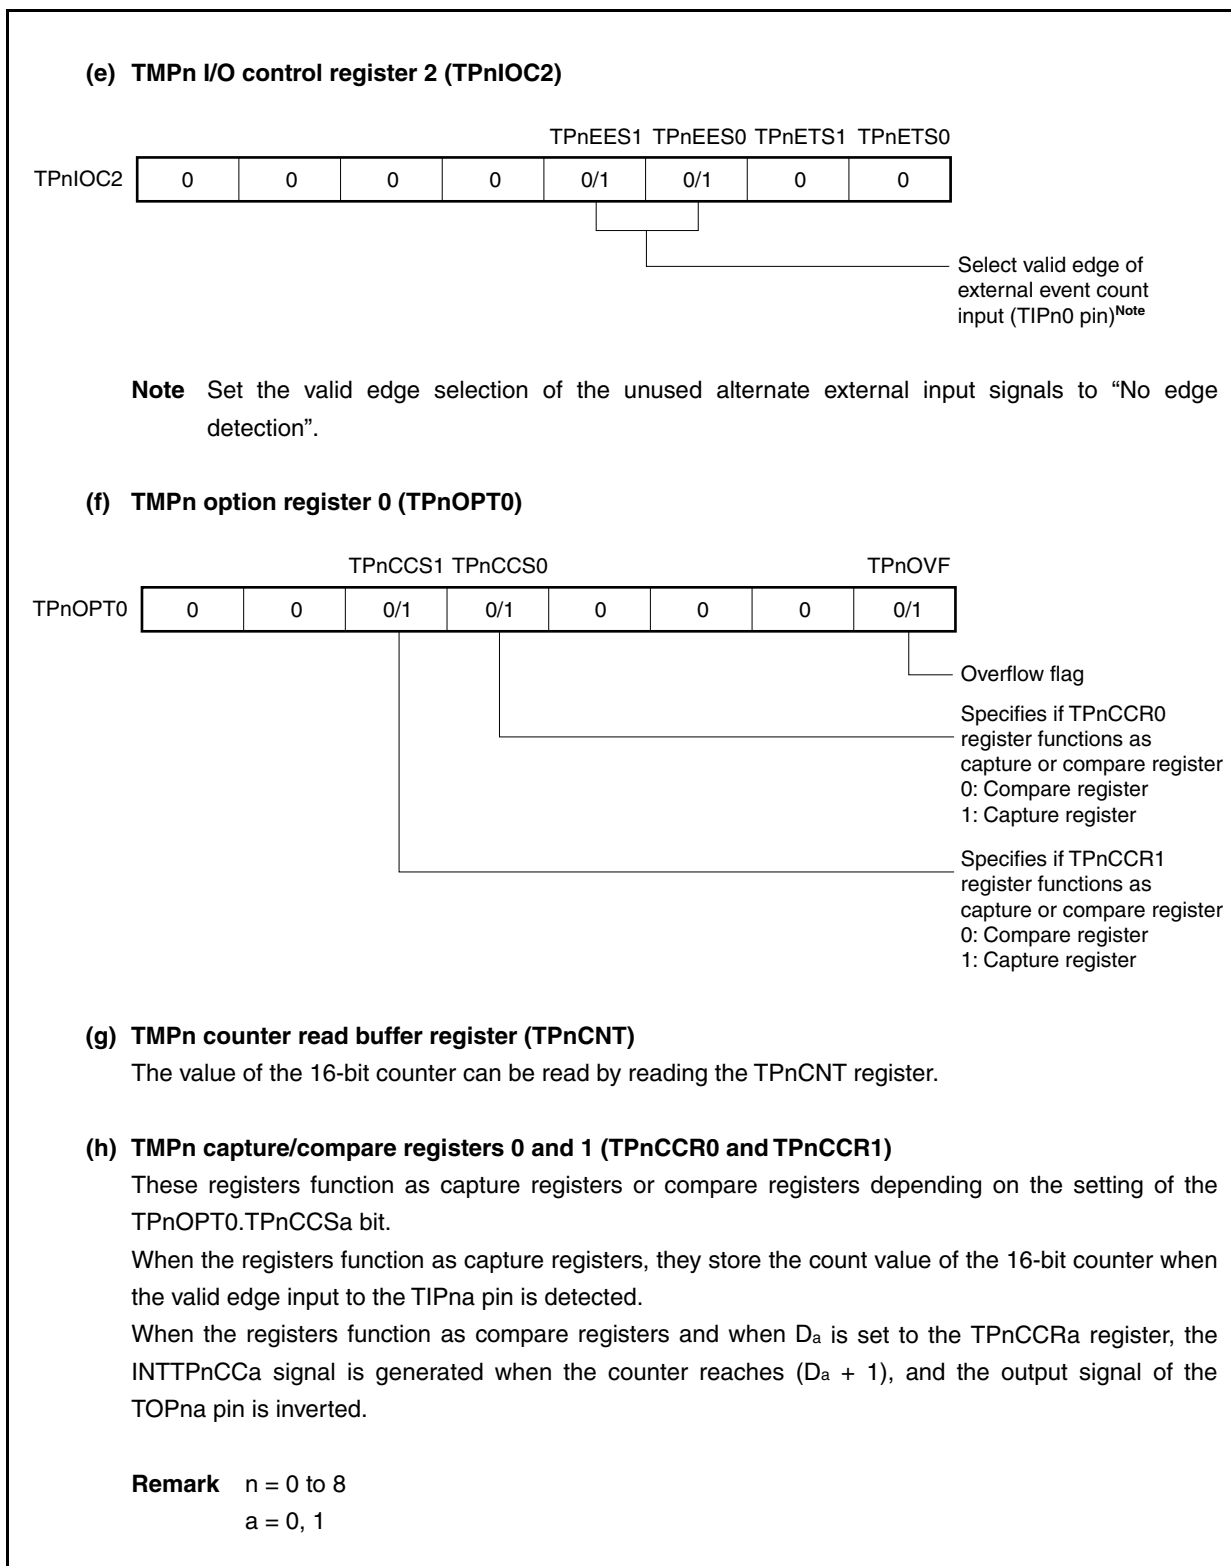 (e) TMPn I/O control register 2 (TPnIOC2)
TPnEES1 TPnEES0 TPnETS1 TPnETS0
TPnIOC2 0 0 0 0 0/1 0/1 0 0
Select valid edge of
external event count
input (TIPn0 pin)Note
Note Set the valid edge selection of the unused alternate external input signals to “No edge
detection”.
(f) TMPn option register 0 (TPnOPT0)
TPnCCS1 TPnCCS0 TPnOVF
TPnOPT0 0 0 0/1 0/1 0 0 0 0/1
Overflow flag
Specifies if TPnCCR0
register functions as
capture or compare register
0: Compare register
1: Capture register
Specifies if TPnCCR1
register functions as
capture or compare register
0: Compare register
1: Capture register
(g) TMPn counter read buffer register (TPnCNT)
The value of the 16-bit counter can be read by reading the TPnCNT register.
(h) TMPn capture/compare registers 0 and 1 (TPnCCR0 and TPnCCR1)
These registers function as capture registers or compare registers depending on the setting of the
TPnOPT0.TPnCCSa bit.
When the registers function as capture registers, they store the count value of the 16-bit counter when
the valid edge input to the TIPna pin is detected.
When the registers function as compare registers and when Da is set to the TPnCCRa register, the
INTTPnCCa signal is generated when the counter reaches (Da + 1), and the output signal of the
TOPna pin is inverted.
Remark n = 0 to 8
a = 0, 1